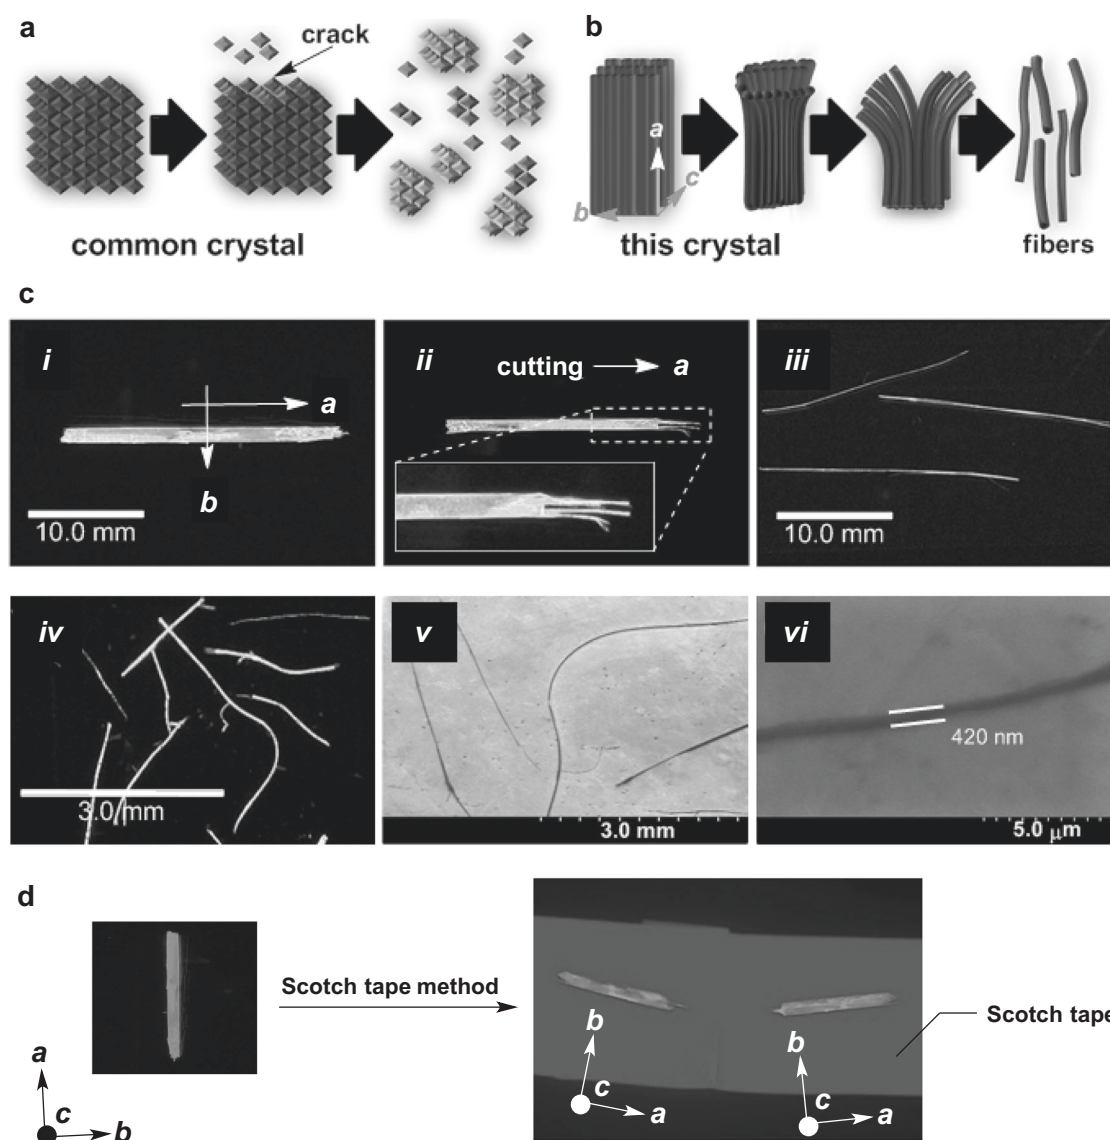 a
crack
common crystal
b
a
c
b
this crystal
fibers
c
i
a
b
10.0 mm
ii
cutting
a
iii
10.0 mm
iv
3.0 mm
v
3.0 mm
vi
420 nm
5.0 μm
d
a
c
b
Scotch tape method
b
c
a
b
c
a
Scotch tape